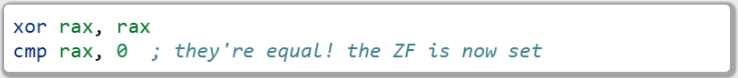 xor rax, rax
cmp rax, 0  ; they're equal! the ZF is now set